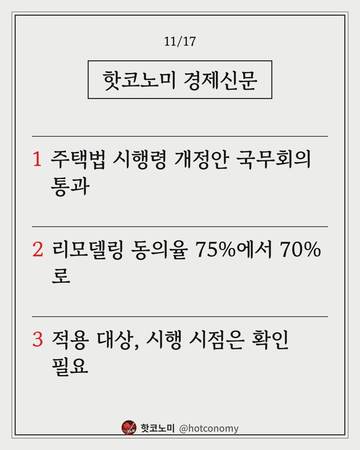 11/17
핫코노미 경제신문
1 주택법 시행령 개정안 국무회의
통과
2 리모델링 동의율 75%에서 70%
로
3 적용 대상, 시행 시점은 확인
필요
핫코노미 @hotconomy